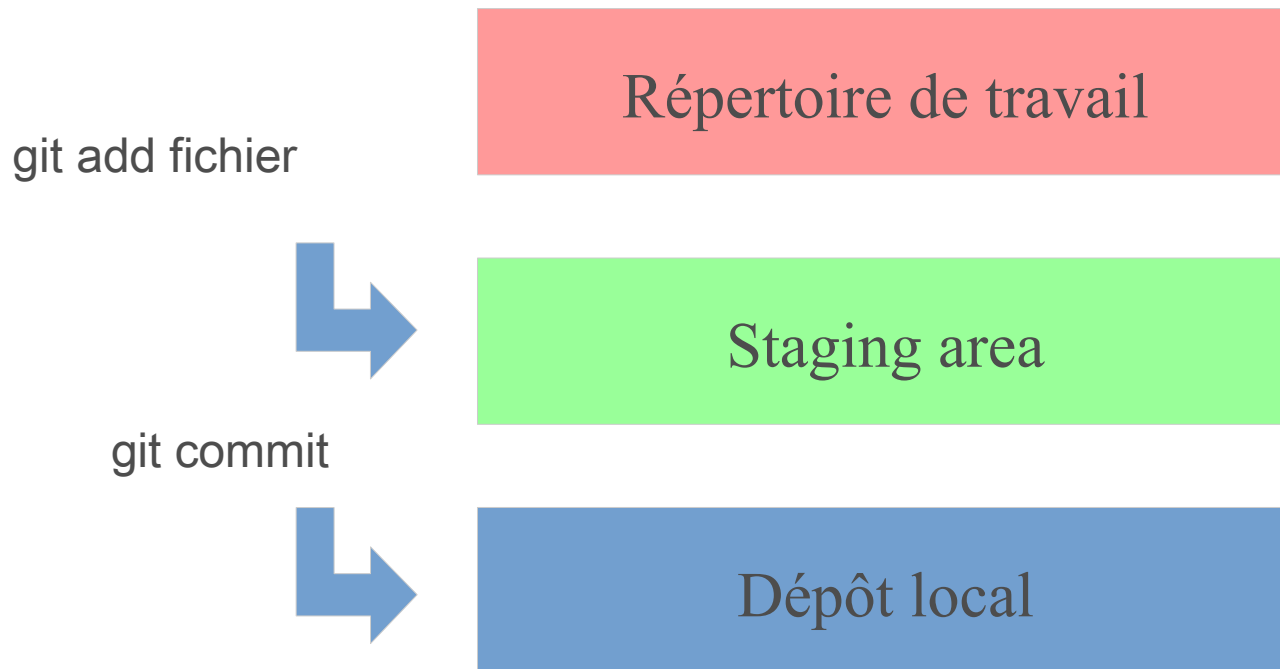 Répertoire de travail
git add fichier
Staging area
git commit
Dépôt local